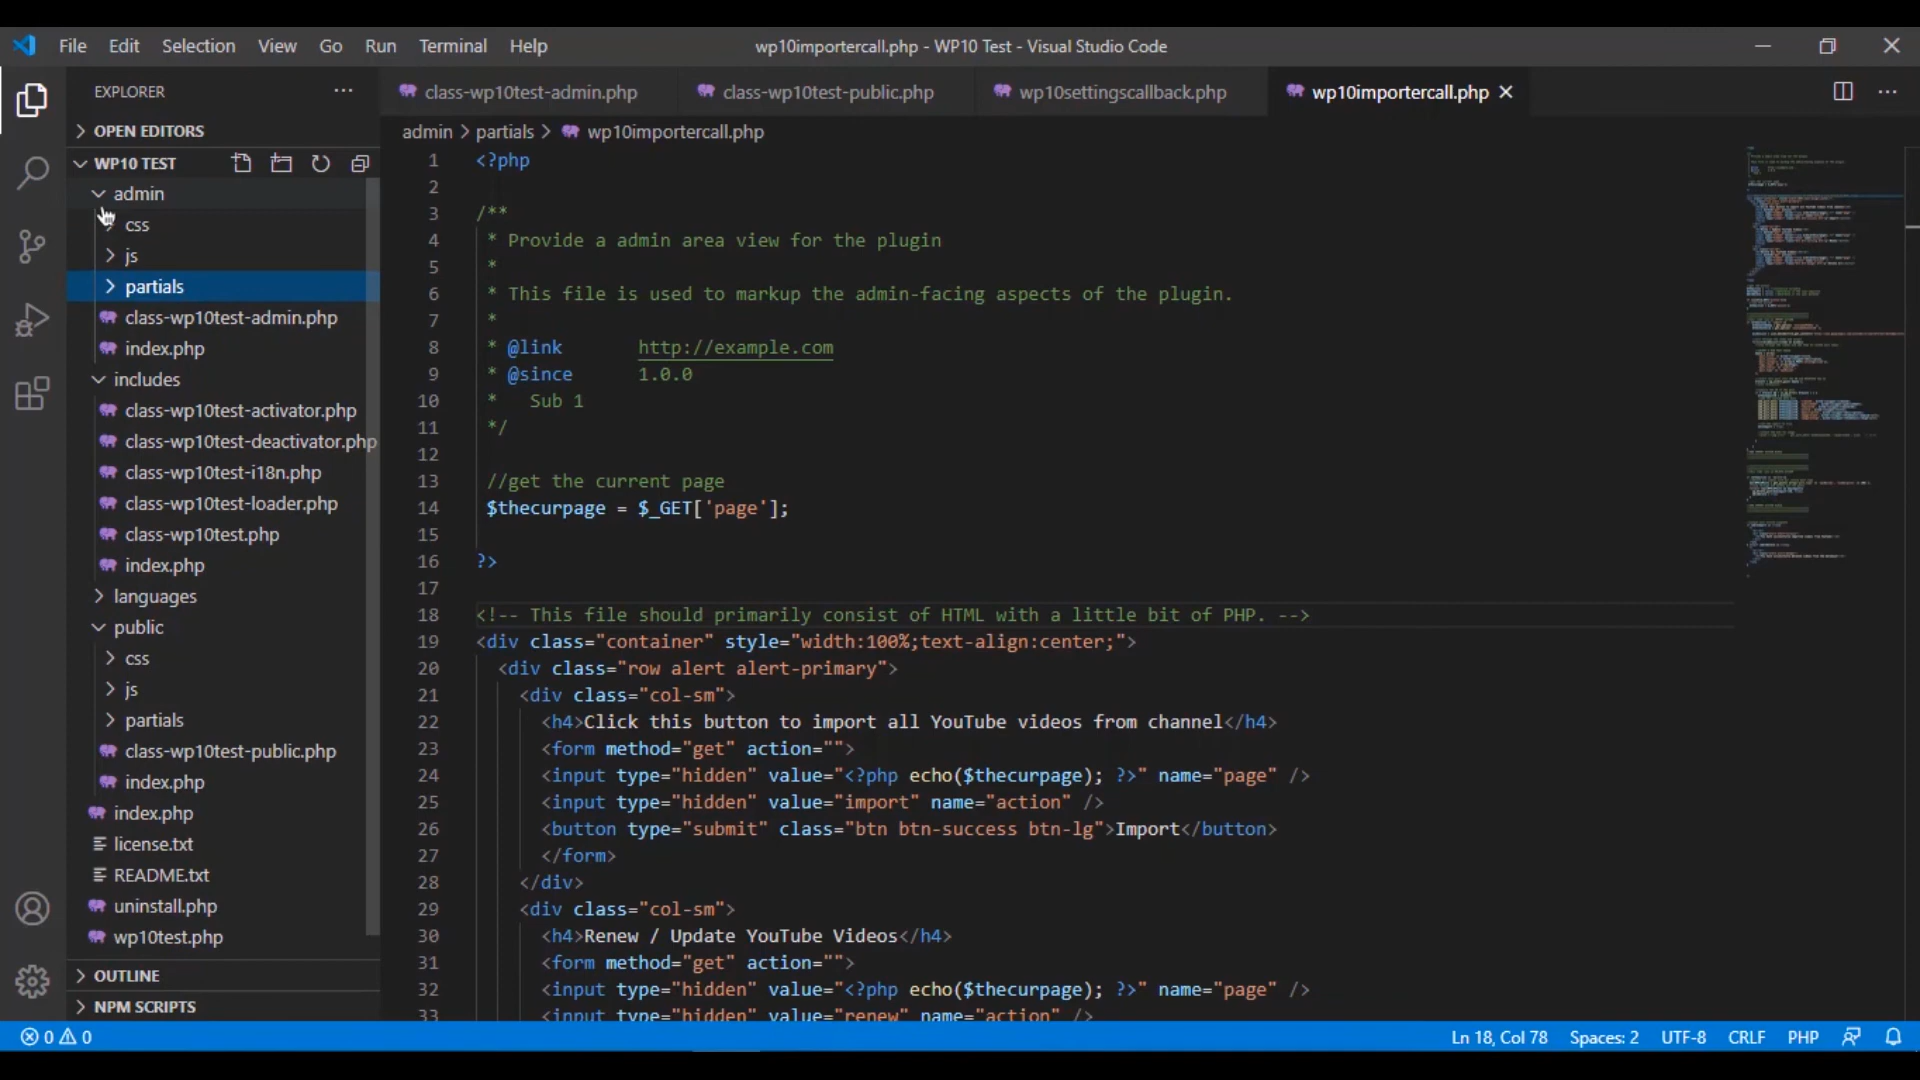 File Edit Selection View Go Run Terminal Help
wp10importercall.php - WP10 Test - Visual Studio Code
EXPLORER
OPEN EDITORS
WP10 TEST
admin
css
js
partials
class-wp10test-admin.php
index.php
includes
class-wp10test-activator.php
class-wp10test-deactivator.php
class-wp10test-i18n.php
class-wp10test-loader.php
class-wp10test.php
index.php
languages
public
css
js
partials
class-wp10test-public.php
index.php
index.php
license.txt
README.txt
uninstall.php
wp10test.php
OUTLINE
NPM SCRIPTS
class-wp10test-admin.php class-wp10test-public.php wp10settingscallback.php wp10importercall.php
admin > partials > wp10importercall.php
1 <?php
2
3 /**
4 * Provide a admin area view for the plugin
5 *
6 * This file is used to markup the admin-facing aspects of the plugin.
7 *
8 * @link http://example.com
9 * @since 1.0.0
10 * Sub 1
11 */
12
13 //get the current page
14 $thecurpage = $_GET['page'];
15
16 ?>
17
18 <!-- This file should primarily consist of HTML with a little bit of PHP. -->
19 <div class="container" style="width:100%;text-align:center;">
20 <div class="row alert alert-primary">
21 <div class="col-sm">
22 <h4>Click this button to import all YouTube videos from channel</h4>
23 <form method="get" action="">
24 <input type="hidden" value="<?php echo($thecurpage); ?>" name="page" />
25 <input type="hidden" value="import" name="action" />
26 <button type="submit" class="btn btn-success btn-lg">Import</button>
27 </form>
28 </div>
29 <div class="col-sm">
30 <h4>Renew / Update YouTube Videos</h4>
31 <form method="get" action="">
32 <input type="hidden" value="<?php echo($thecurpage); ?>" name="page" />
33 <input type="hidden" value="renew" name="action" />
0 0
Ln 18, Col 78 Spaces: 2 UTF-8 CRLF PHP